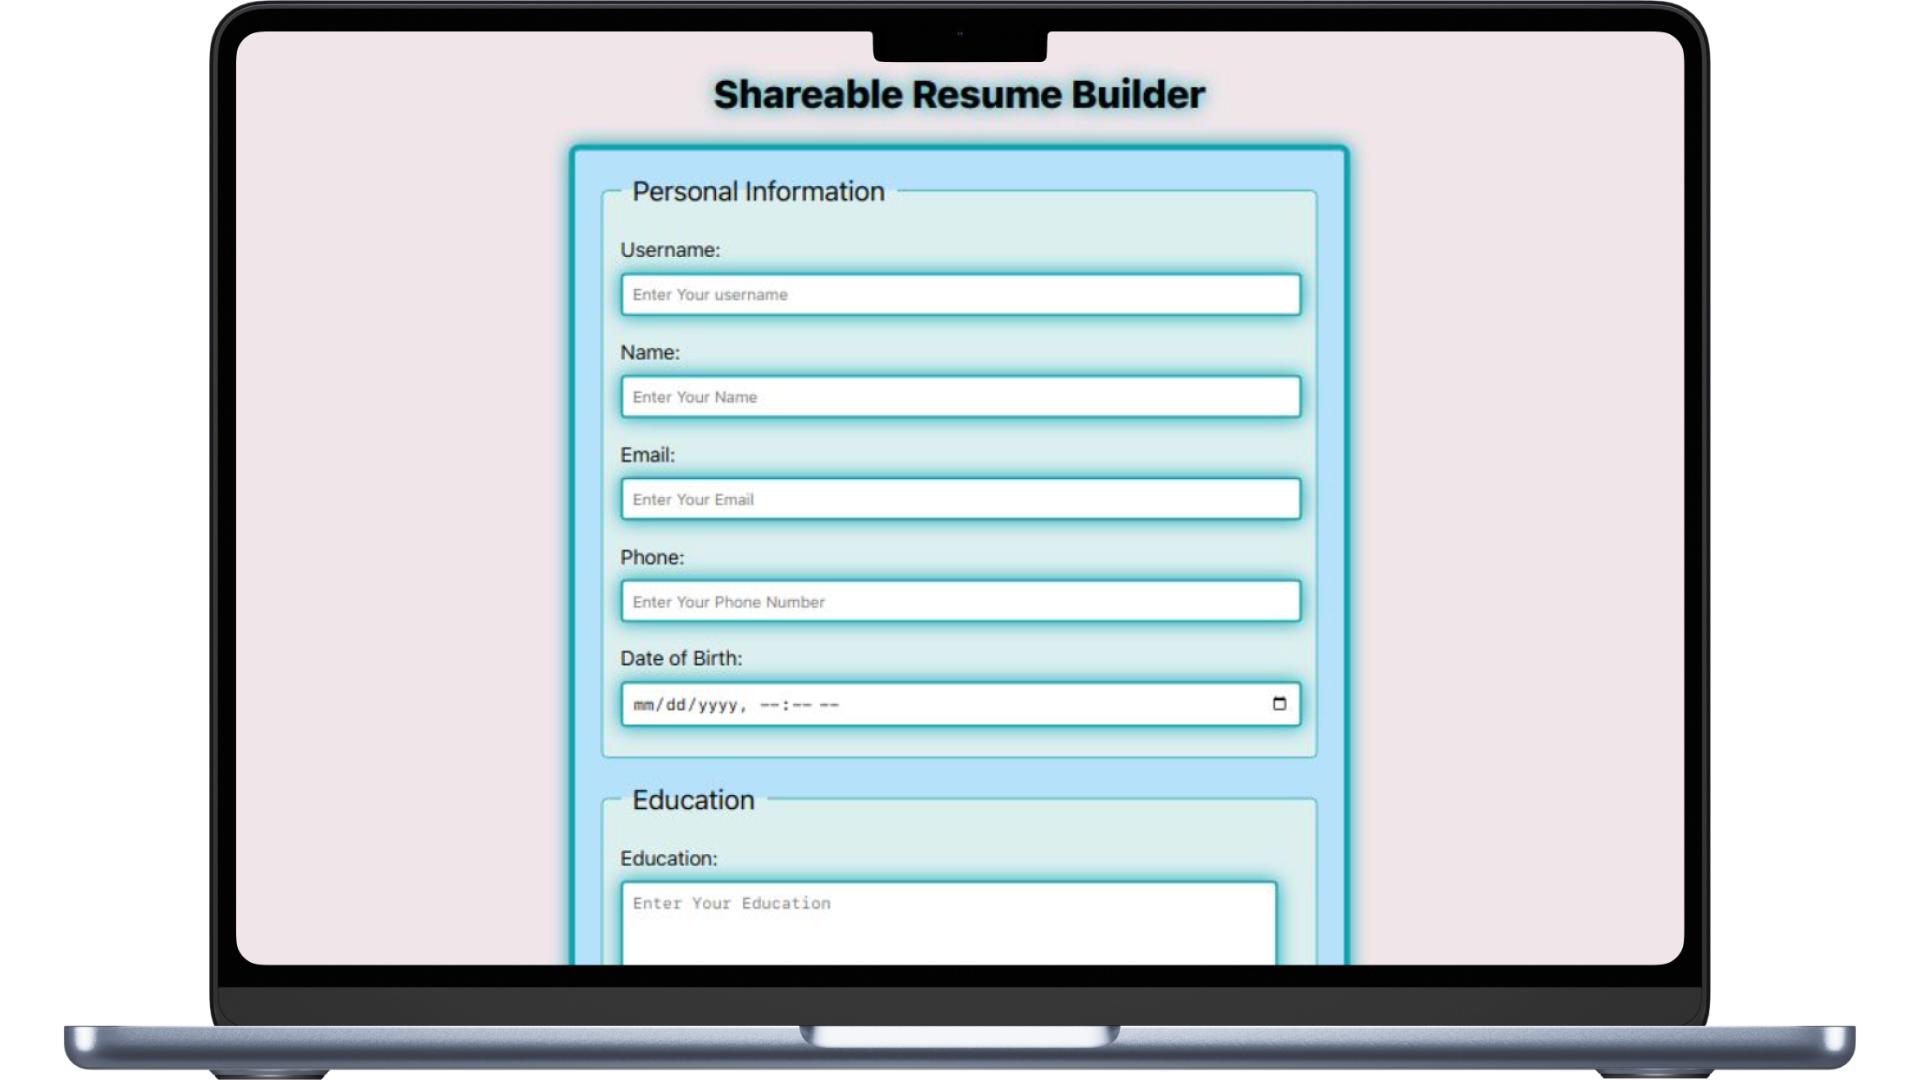 Shareable Resume Builder
Personal Information
Username:
Enter Your username
Name:
Enter Your Name
Email:
Enter Your Email
Phone:
Enter Your Phone Number
Date of Birth:
mm/dd/yyyy, --:-- --
Education
Education:
Enter Your Education